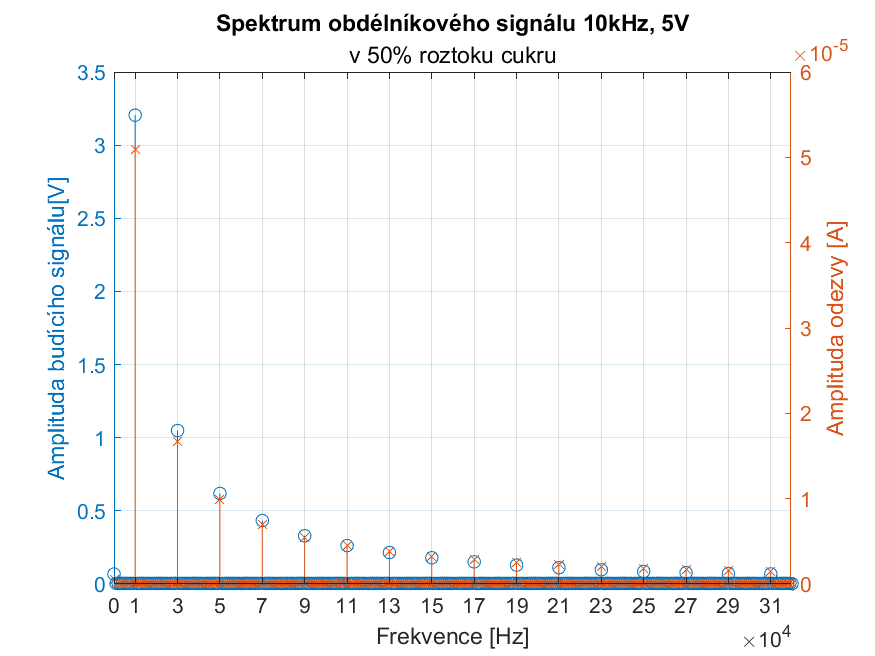 Spektrum obdélníkového signálu 10kHz, 5V
v 50% roztoku cukru
×10-5
3.5
3
2.5
2
1.5
1
0.5
0
Amplituda budícího signálu[V]
6
5
4
3
2
1
0
Amplituda odezvy [A]
0 1 3 5 7 9 11 13 15 17 19 21 23 25 27 29 31
Frekvence [Hz]
×104